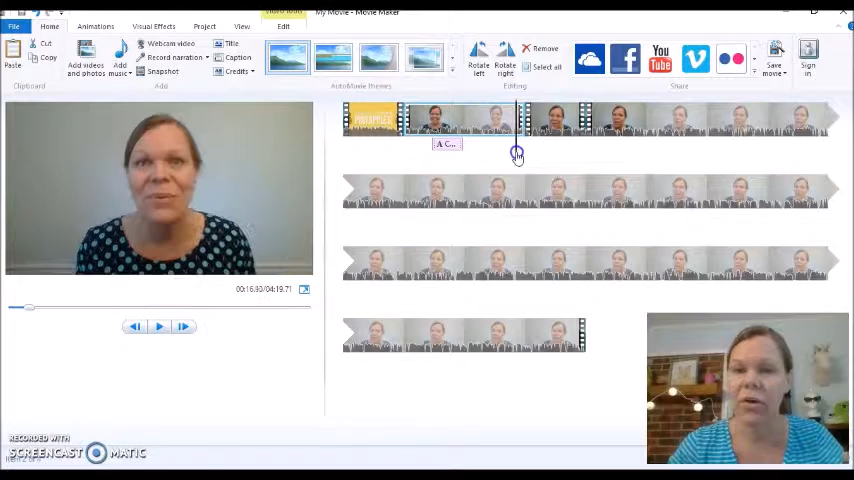 Video Tools
My Movie - Movie Maker
File Home Animations Visual Effects Project View Edit
Paste
Cut
Copy
Clipboard
Add videos
and photos
Add
music
Webcam video
Record narration
Snapshot
Title
Caption
Credits
Add
AutoMovie themes
Rotate
left
Rotate
right
Remove
Select all
Editing
You
Tube
Share
Save
movie
Sign
in
A C...
00:16.80/04:19.71
RECORDED WITH
SCREENCAST MATIC